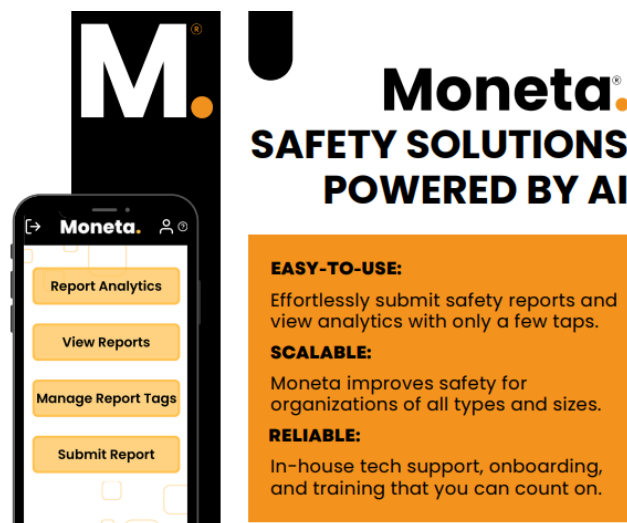 M.®
Moneta.
Report Analytics
View Reports
Manage Report Tags
Submit Report
Moneta.®
SAFETY SOLUTIONS
POWERED BY AI
EASY-TO-USE:
Effortlessly submit safety reports and
view analytics with only a few taps.
SCALABLE:
Moneta improves safety for
organizations of all types and sizes.
RELIABLE:
In-house tech support, onboarding,
and training that you can count on.